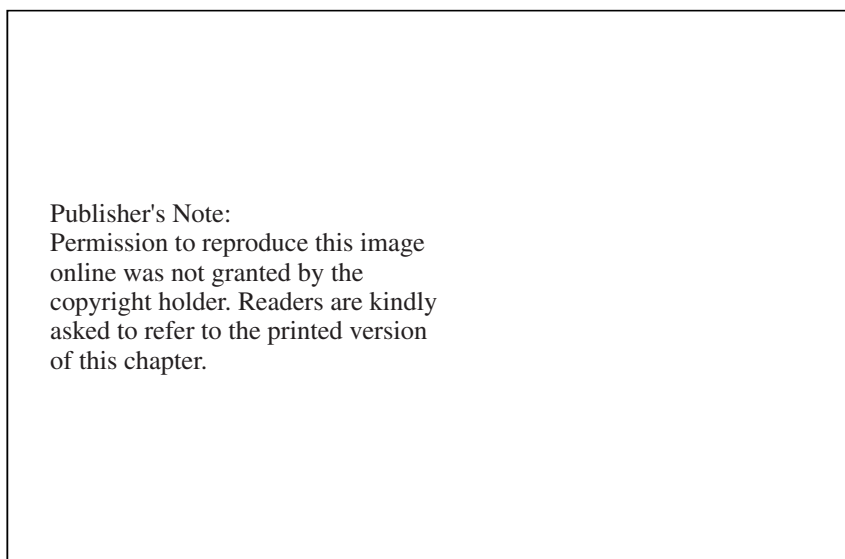 Publisher's Note:
Permission to reproduce this image
online was not granted by the
copyright holder. Readers are kindly
asked to refer to the printed version
of this chapter.